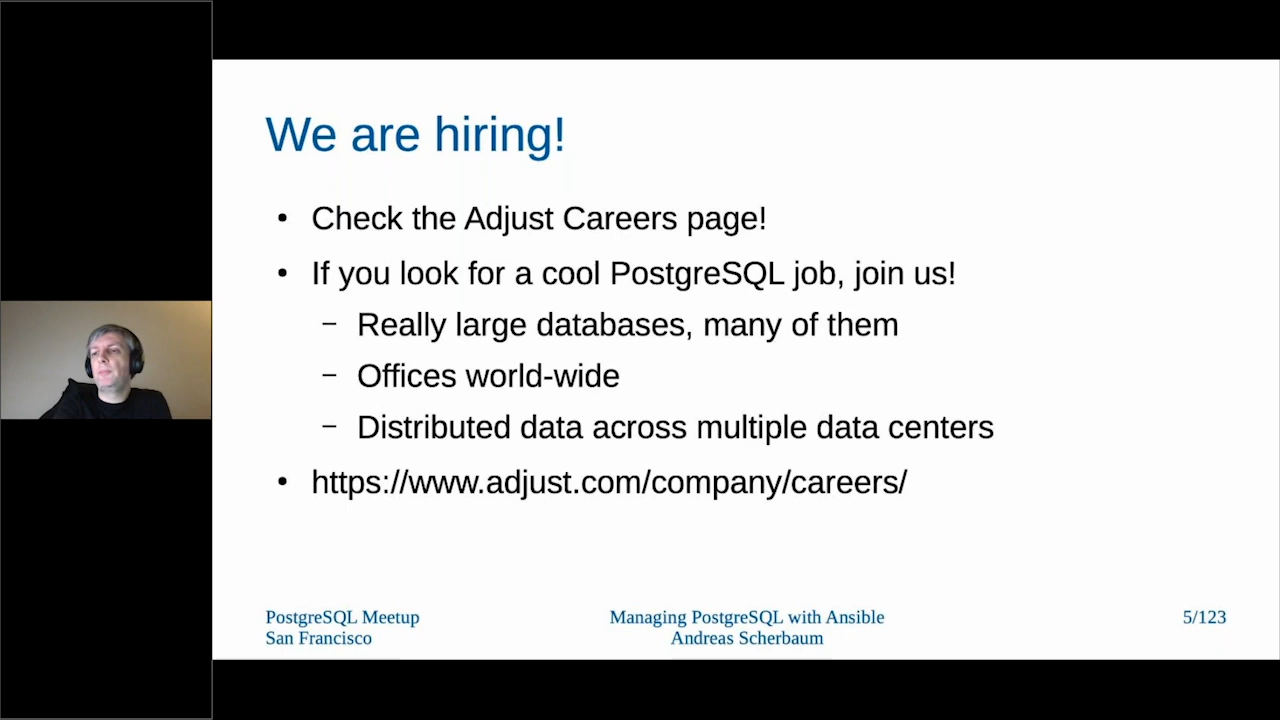 We are hiring!
• Check the Adjust Careers page!
• If you look for a cool PostgreSQL job, join us!
– Really large databases, many of them
– Offices world-wide
– Distributed data across multiple data centers
• https://www.adjust.com/company/careers/
PostgreSQL Meetup
San Francisco
Managing PostgreSQL with Ansible
Andreas Scherbaum
5/123